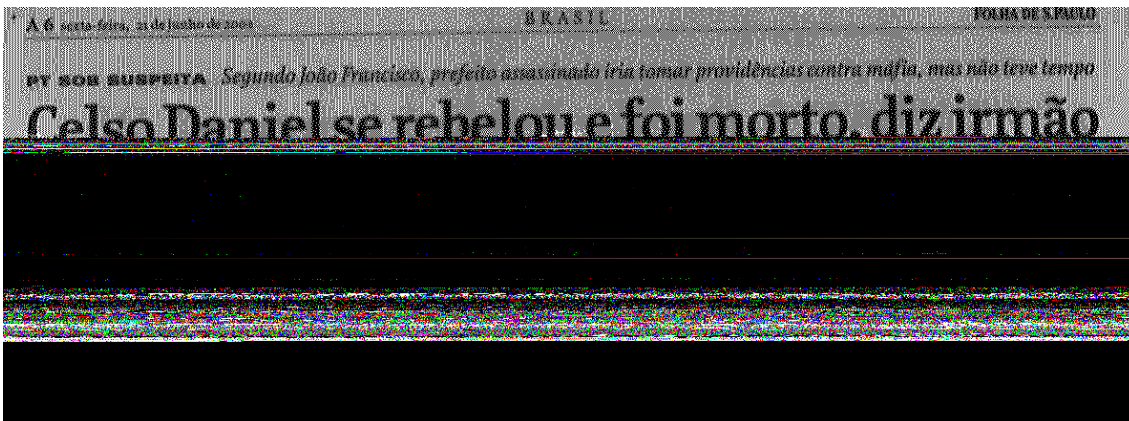 A 6 sexta-feira, 21 de junho de 2002 BRASIL FOLHA DE S.PAULO
PT SOB SUSPEITA Segundo João Francisco, prefeito assassinado iria tomar providências contra máfia, mas não teve tempo
Celso Daniel se rebelou e foi morto, diz irmão